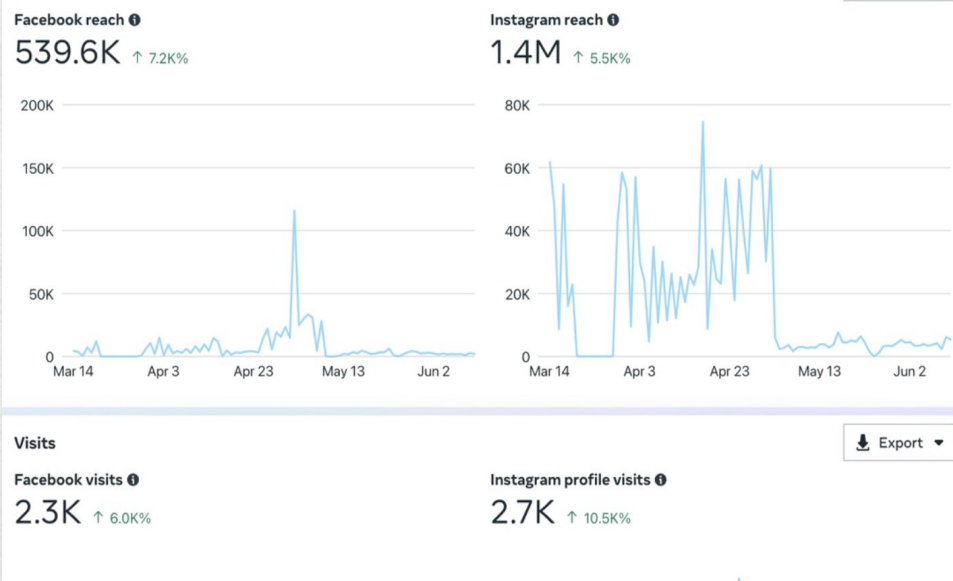 Facebook reach
539.6K ↑ 7.2K%
200K
150K
100K
50K
0
Mar 14 Apr 3 Apr 23 May 13 Jun 2
Instagram reach
1.4M ↑ 5.5K%
80K
60K
40K
20K
0
Mar 14 Apr 3 Apr 23 May 13 Jun 2
Visits
Export
Facebook visits
2.3K ↑ 6.0K%
Instagram profile visits
2.7K ↑ 10.5K%